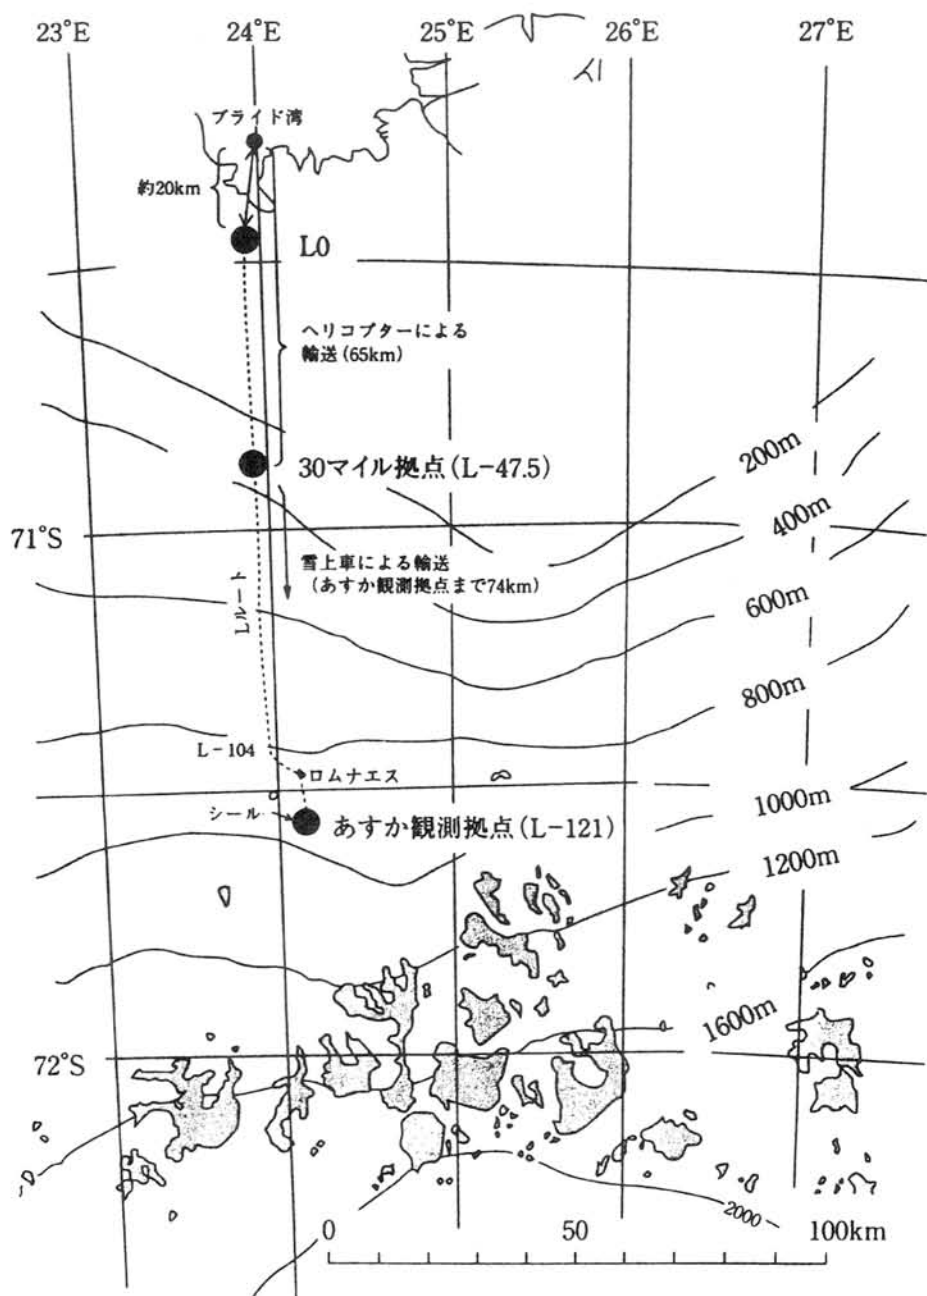 23°E 24°E 25°E 26°E 27°E
ブライド湾
約20km
L0
ヘリコプターによる
輸送(65km)
200m
30マイル拠点(L-47.5)
400m
71°S
雪上車による輸送
(あすか観測拠点まで74km)
Lルート
600m
800m
L-104
ロムナエス
1000m
シール
あすか観測拠点(L-121)
1200m
1600m
72°S
2000
0 50 100km